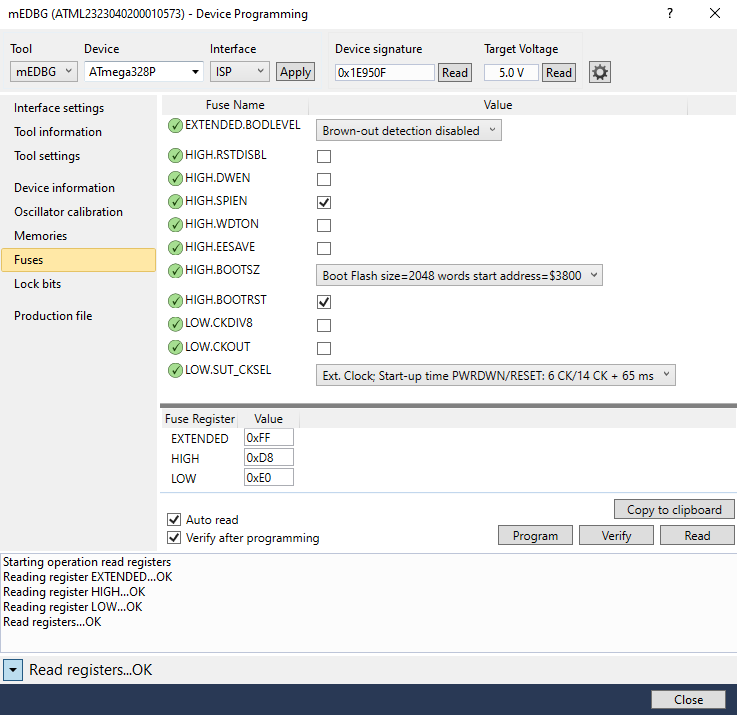 mEDBG (ATML2323040200010573) - Device Programming
Tool Device Interface Device signature Target Voltage
mEDBG ATmega328P ISP Apply 0x1E950F Read 5.0 V Read
Interface settings
Tool information
Tool settings
Device information
Oscillator calibration
Memories
Fuses
Lock bits
Production file
Fuse Name Value
EXTENDED.BODLEVEL Brown-out detection disabled
HIGH.RSTDISBL
HIGH.DWEN
HIGH.SPIEN
HIGH.WDTON
HIGH.EESAVE
HIGH.BOOTSZ Boot Flash size=2048 words start address=$3800
HIGH.BOOTRST
LOW.CKDIV8
LOW.CKOUT
LOW.SUT_CKSEL Ext. Clock; Start-up time PWRDWN/RESET: 6 CK/14 CK + 65 ms
Fuse Register Value
EXTENDED 0xFF
HIGH 0xD8
LOW 0xE0
Copy to clipboard
Auto read
Verify after programming
Program Verify Read
Starting operation read registers
Reading register EXTENDED...OK
Reading register HIGH...OK
Reading register LOW...OK
Read registers...OK
Read registers...OK
Close